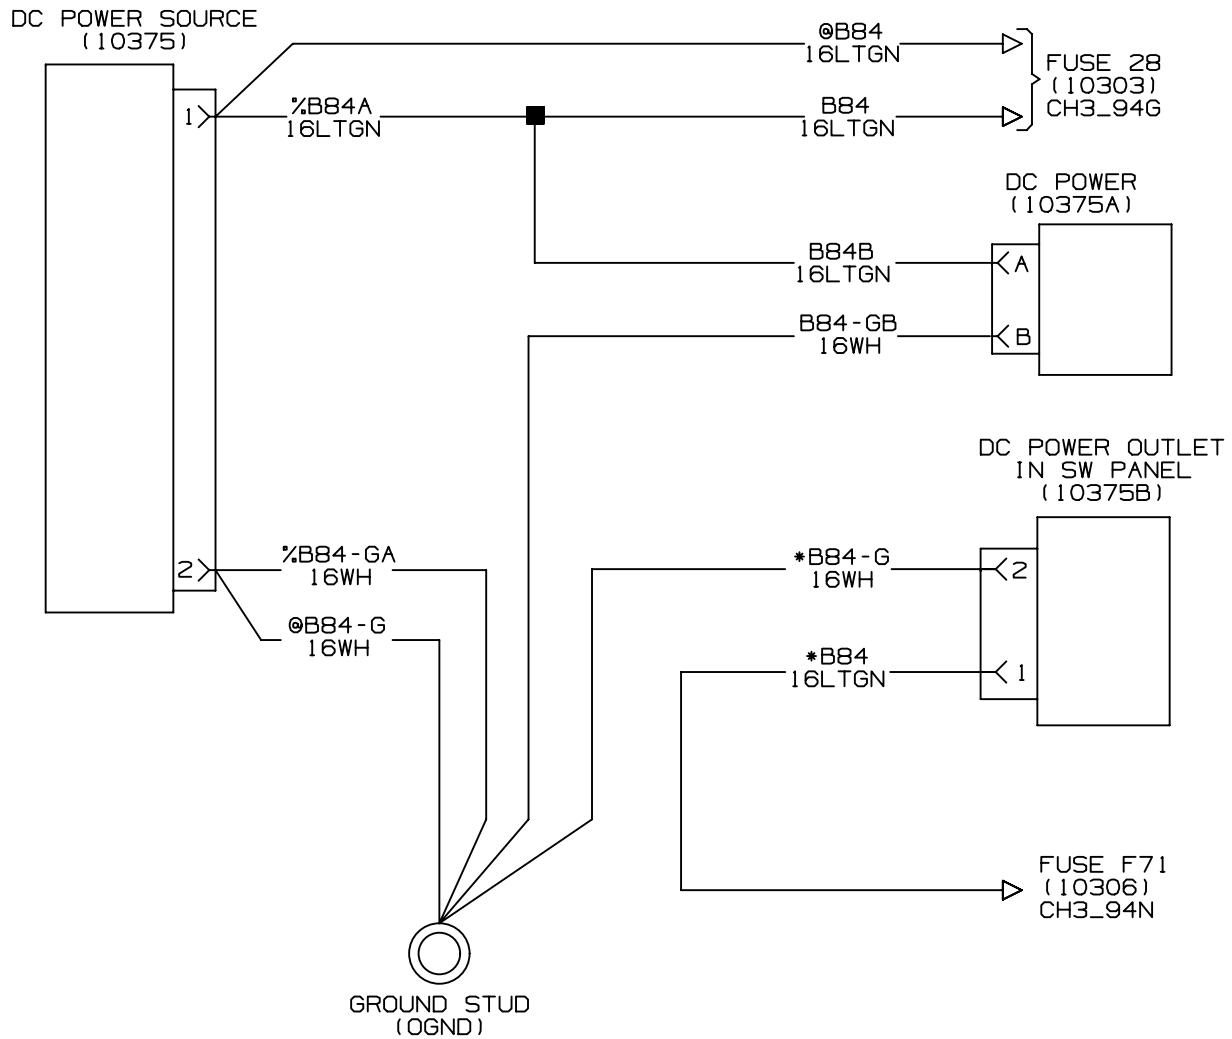 DC POWER SOURCE
(10375)
@B84
16LTGN
FUSE 28
(10303)
CH3_94G
1
%B84A
16LTGN
B84
16LTGN
DC POWER
(10375A)
B84B
16LTGN
A
B84-GB
16WH
B
DC POWER OUTLET
IN SW PANEL
(10375B)
2
%B84-GA
16WH
*B84-G
16WH
2
@B84-G
16WH
*B84
16LTGN
1
FUSE F71
(10306)
CH3_94N
GROUND STUD
(0GND)